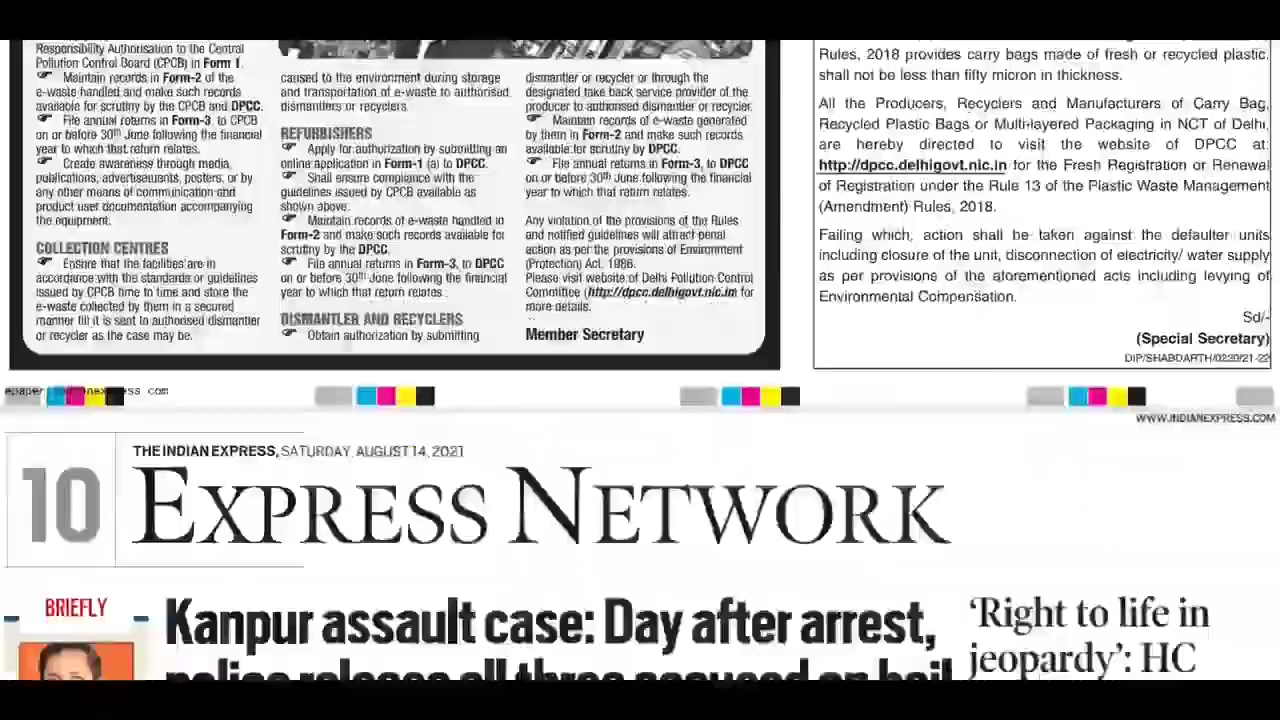 Responsibility Authorisation to the Central
Pollution Control Board (CPCB) in Form 1.
☞ Maintain records in Form-2 of the
e-waste handled and make such records
available for scrutiny by the CPCB and DPCC.
☞ File annual returns in Form-3, to CPCB
on or before 30th June following the financial
year to which that return relates.
☞ Create awareness through media,
publications, advertisements, posters, or by
any other means of communication and
product user documentation accompanying
the equipment.
COLLECTION CENTRES
☞ Ensure that the facilities are in
accordance with the standards or guidelines
issued by CPCB time to time and store the
e-waste collected by them in a secured
manner till it is sent to authorised dismantler
or recycler as the case may be.
caused to the environment during storage
and transportation of e-waste to authorised
dismantlers or recyclers.
REFURBISHERS
☞ Apply for authorization by submitting an
online application in Form-1 (a) to DPCC.
☞ Shall ensure compliance with the
guidelines issued by CPCB available as
shown above.
☞ Maintain records of e-waste handled in
Form-2 and make such records available for
scrutiny by the DPCC.
☞ File annual returns in Form-3, to DPCC
on or before 30th June following the financial
year to which that return relates.
DISMANTLER AND RECYCLERS
☞ Obtain authorization by submitting
dismantler or recycler or through the
designated take back service provider of the
producer to authorised dismantler or recycler.
☞ Maintain records of e-waste generated
by them in Form-2 and make such records
available for scrutiny by DPCC.
☞ File annual returns in Form-3, to DPCC
on or before 30th June following the financial
year to which that return relates.
Any violation of the provisions of the Rules
and notified guidelines will attract penal
action as per the provisions of Environment
(Protection) Act, 1986.
Please visit website of Delhi Pollution Control
Committee (http://dpcc.delhigovt.nic.in for
more details.
Member Secretary
Rules, 2018 provides carry bags made of fresh or recycled plastic,
shall not be less than fifty micron in thickness.
All the Producers, Recyclers and Manufacturers of Carry Bag,
Recycled Plastic Bags or Multi-layered Packaging in NCT of Delhi,
are hereby directed to visit the website of DPCC at:
http://dpcc.delhigovt.nic.in for the Fresh Registration or Renewal
of Registration under the Rule 13 of the Plastic Waste Management
(Amendment) Rules, 2018.
Failing which, action shall be taken against the defaulter units
including closure of the unit, disconnection of electricity/ water supply
as per provisions of the aforementioned acts including levying of
Environmental Compensation.
Sd/-
(Special Secretary)
DIP/SHABDARTH/0220/21-22
WWW.INDIANEXPRESS.COM
10
THE INDIAN EXPRESS, SATURDAY, AUGUST 14, 2021
EXPRESS NETWORK
BRIEFLY
Kanpur assault case: Day after arrest,
police releases all three accused on bail
‘Right to life in
jeopardy’: HC